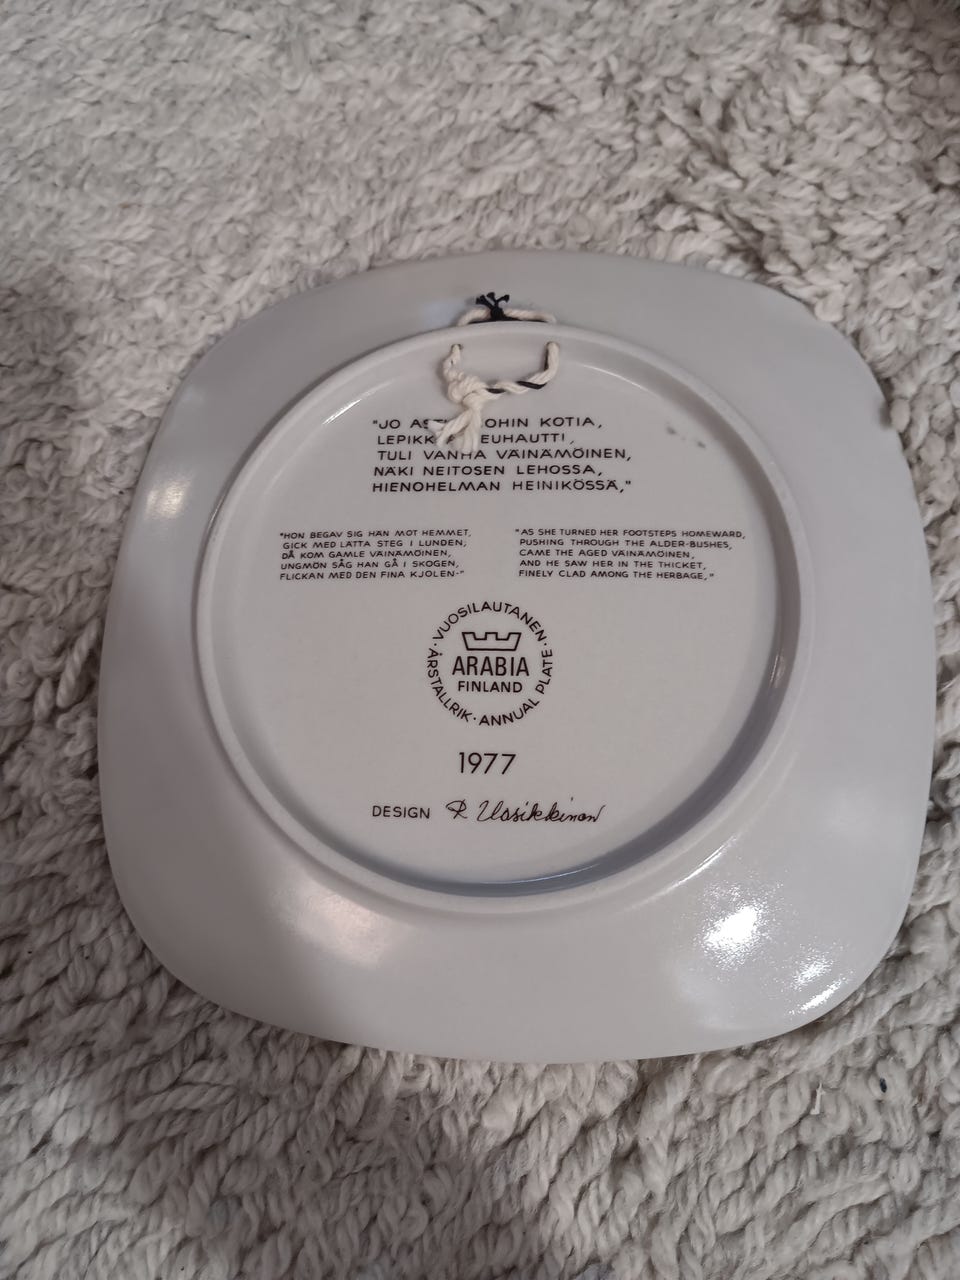 "JO KOHIN KOTIA,
LEUHAUTTI,
TULI VANHA VÄINÄMÖINEN,
NÄKI NEITOSEN LEHOSSA,
HIENOHELMAN HEINIKÖSSÄ,"
"HON BEGAV SIG HÄN MOT HEMMET,
GICK MED LÄTTA STEG I LUNDEN;
DÅ KOM GAMLE VÄINÄMÖINEN,
UNGMÖN SÅG HAN GÅ I SKOGEN,
FLICKAN MED DEN FINA KJOLEN-"
"AS SHE TURNED HER FOOTSTEPS HOMEWARD,
PUSHING THROUGH THE ALDER-BUSHES,
CAME THE AGED VÄINÄMÖINEN,
AND HE SAW HER IN THE THICKET,
FINELY CLAD AMONG THE HERBAGE,"
· VUOSILAUTANEN ·
ARABIA
FINLAND
ÅRSTALLRIK · ANNUAL PLATE
1977
DESIGN R Uosikkinen